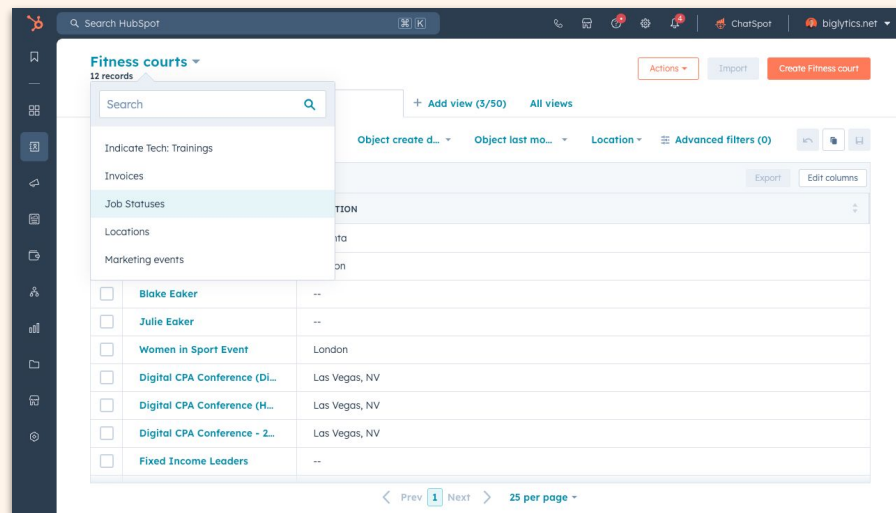 Search HubSpot ⌘ K 4 ChatSpot biglytics.net
Fitness courts
12 records
Actions Import Create Fitness court
Search
+ Add view (3/50) All views
Indicate Tech: Trainings
Invoices
Job Statuses
Locations
Marketing events
Object create d... Object last mo... Location Advanced filters (0)
Export Edit columns
TION
nta
on
Blake Eaker --
Julie Eaker --
Women in Sport Event London
Digital CPA Conference (Di... Las Vegas, NV
Digital CPA Conference (H... Las Vegas, NV
Digital CPA Conference - 2... Las Vegas, NV
Fixed Income Leaders --
Prev 1 Next 25 per page